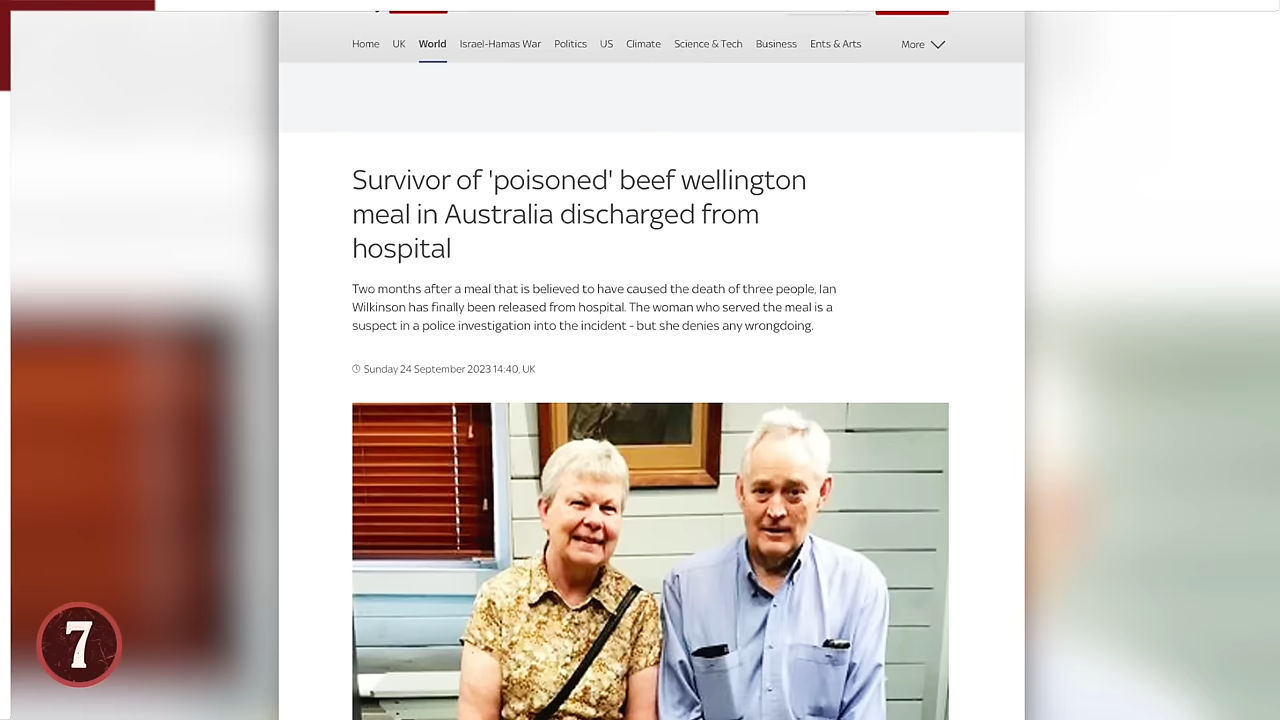 Home UK World Israel-Hamas War Politics US Climate Science & Tech Business Ents & Arts More
Survivor of 'poisoned' beef wellington
meal in Australia discharged from
hospital
Two months after a meal that is believed to have caused the death of three people, Ian
Wilkinson has finally been released from hospital. The woman who served the meal is a
suspect in a police investigation into the incident - but she denies any wrongdoing.
Sunday 24 September 2023 14:40, UK
7